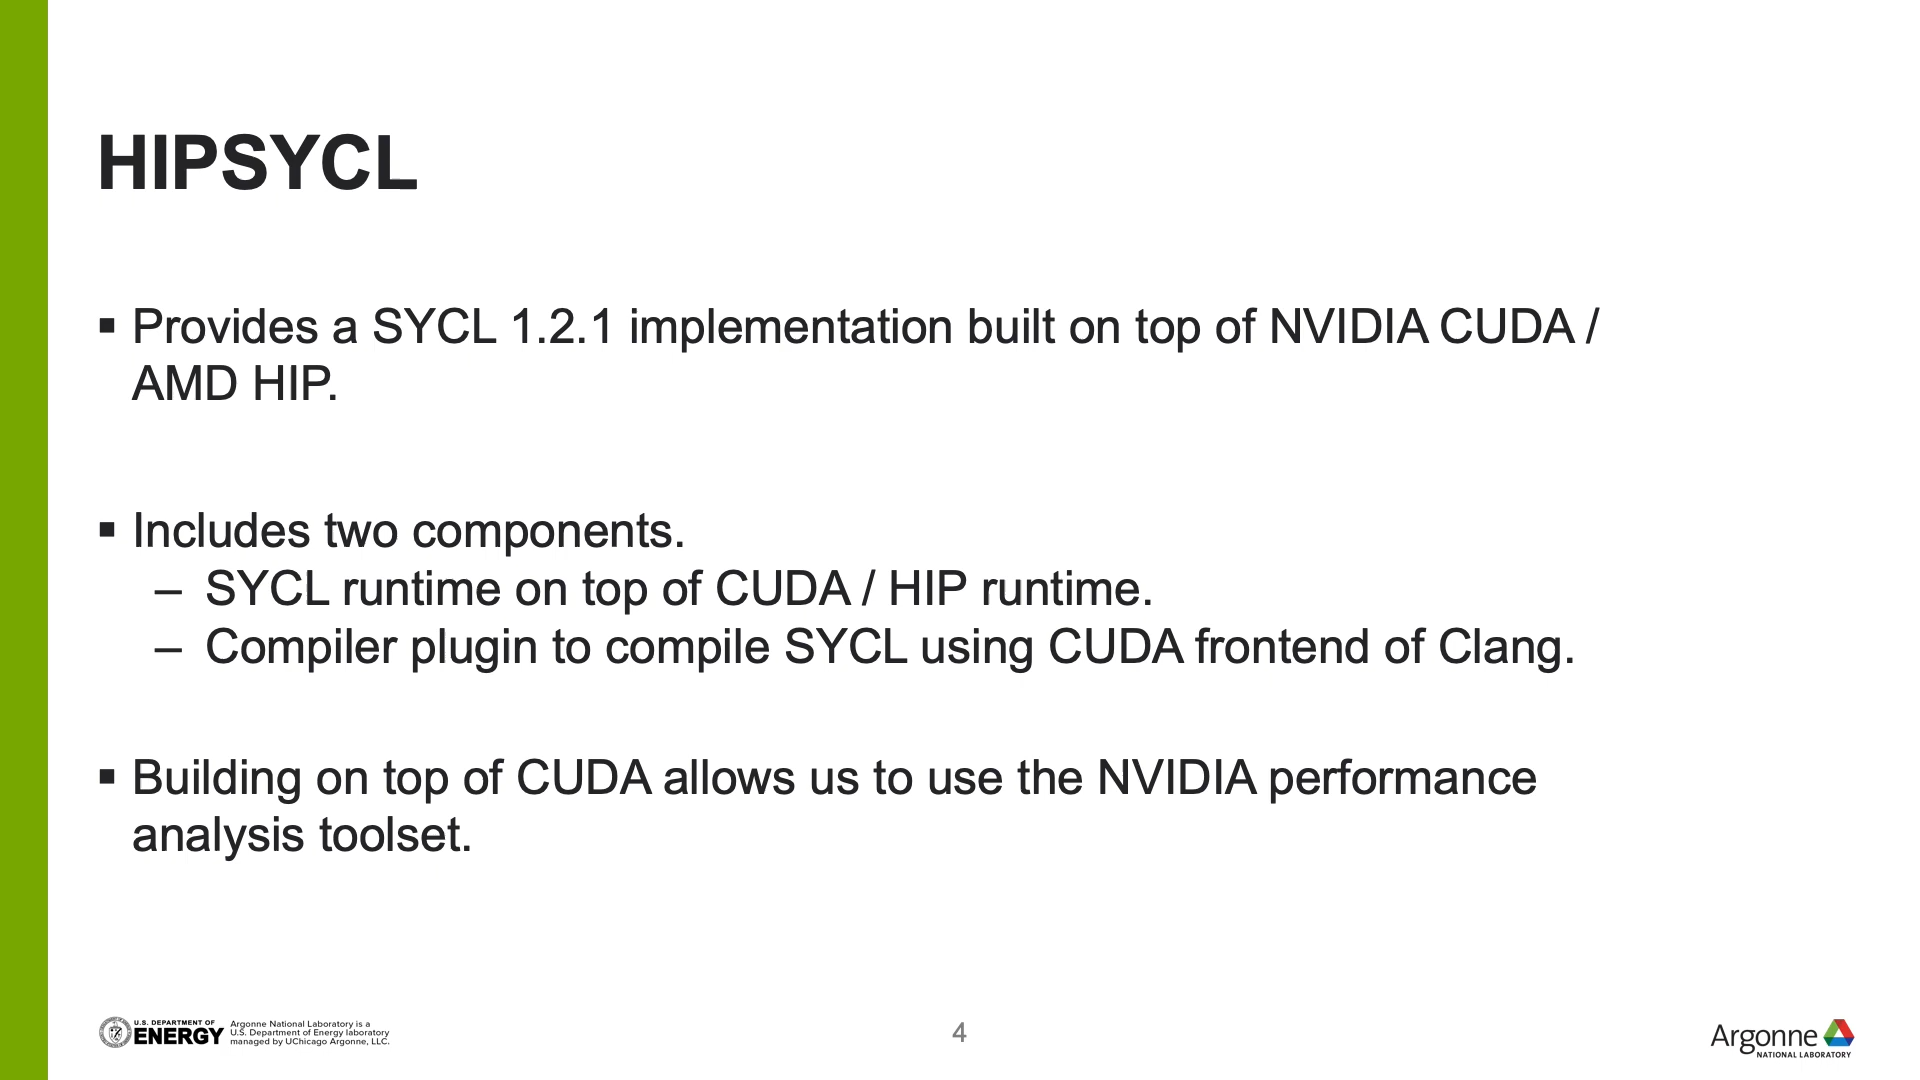 HIPSYCL
▪ Provides a SYCL 1.2.1 implementation built on top of NVIDIA CUDA /
AMD HIP.
▪ Includes two components.
– SYCL runtime on top of CUDA / HIP runtime.
– Compiler plugin to compile SYCL using CUDA frontend of Clang.
▪ Building on top of CUDA allows us to use the NVIDIA performance
analysis toolset.
U.S. DEPARTMENT OF
ENERGY
Argonne National Laboratory is a
U.S. Department of Energy laboratory
managed by UChicago Argonne, LLC.
4
Argonne
NATIONAL LABORATORY